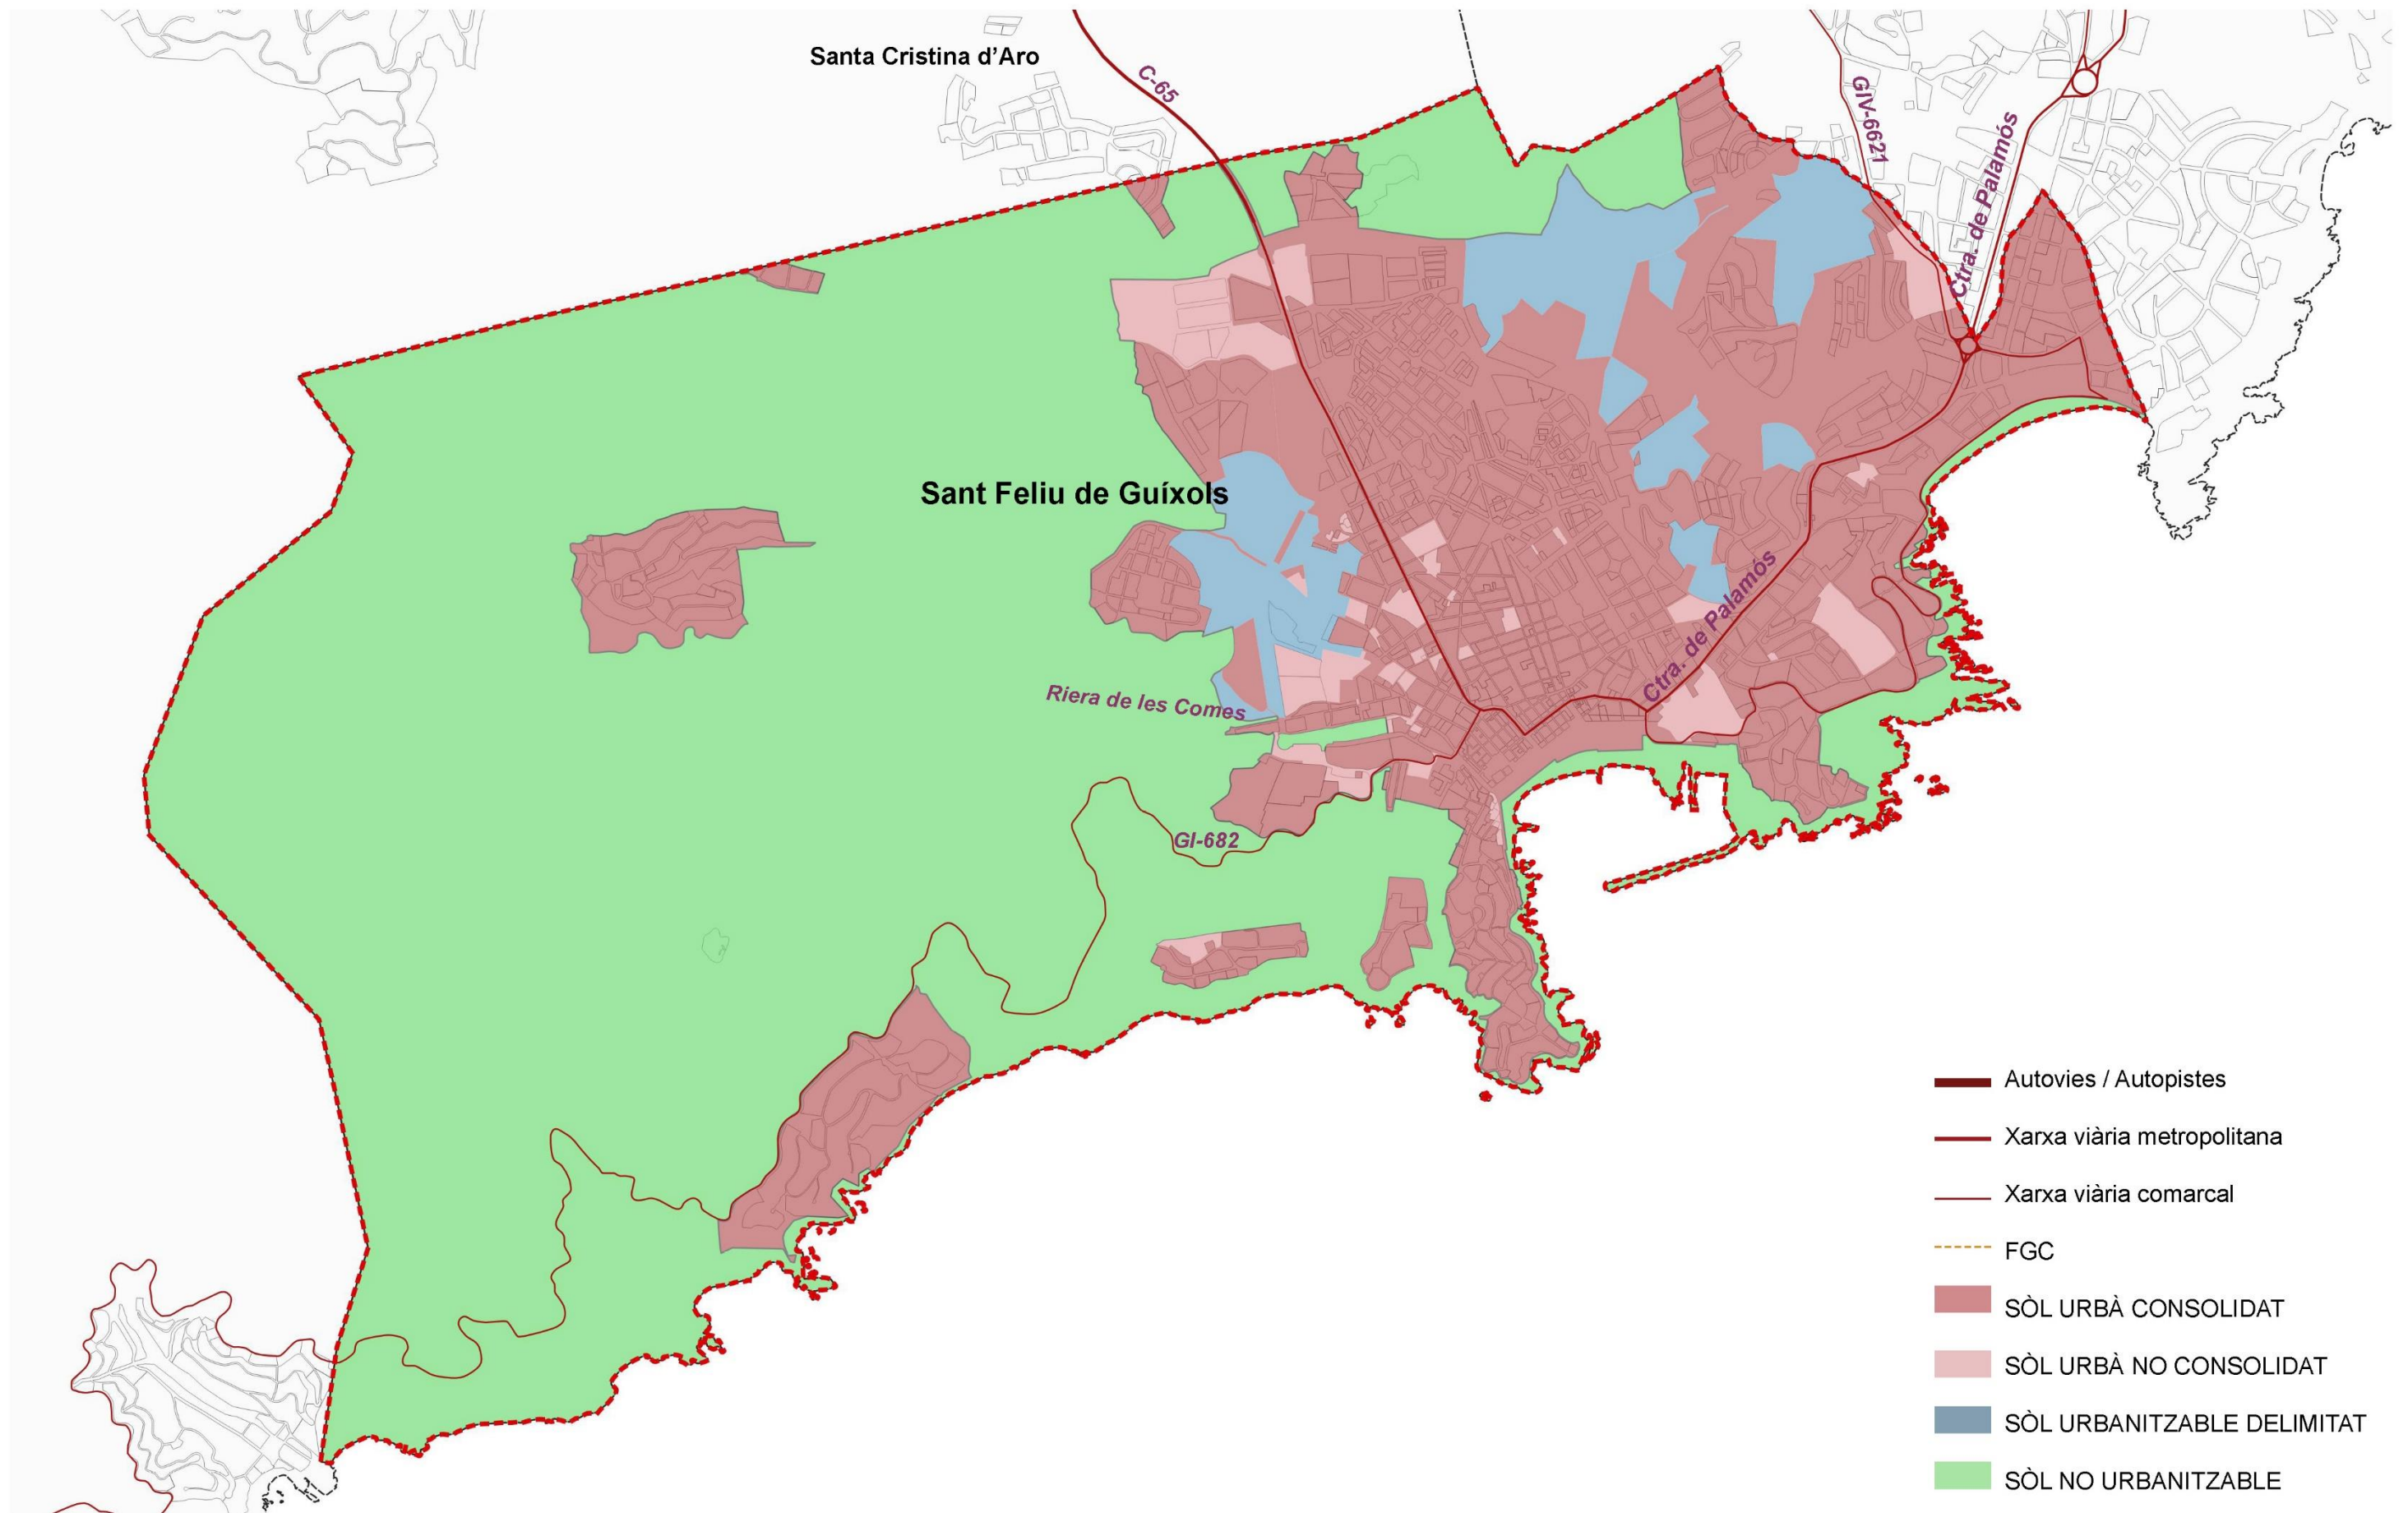 Santa Cristina d’Aro
C-65
GIV-6621
Ctra. de Palamós
Sant Feliu de Guíxols
Ctra. de Palamós
Riera de les Comes
GI-682
Autovies / Autopistes
Xarxa viària metropolitana
Xarxa viària comarcal
FGC
SÒL URBÀ CONSOLIDAT
SÒL URBÀ NO CONSOLIDAT
SÒL URBANITZABLE DELIMITAT
SÒL NO URBANITZABLE